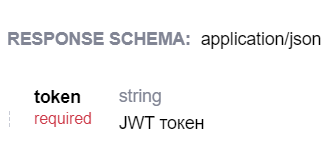 RESPONSE SCHEMA: application/json
token string
required JWT токен